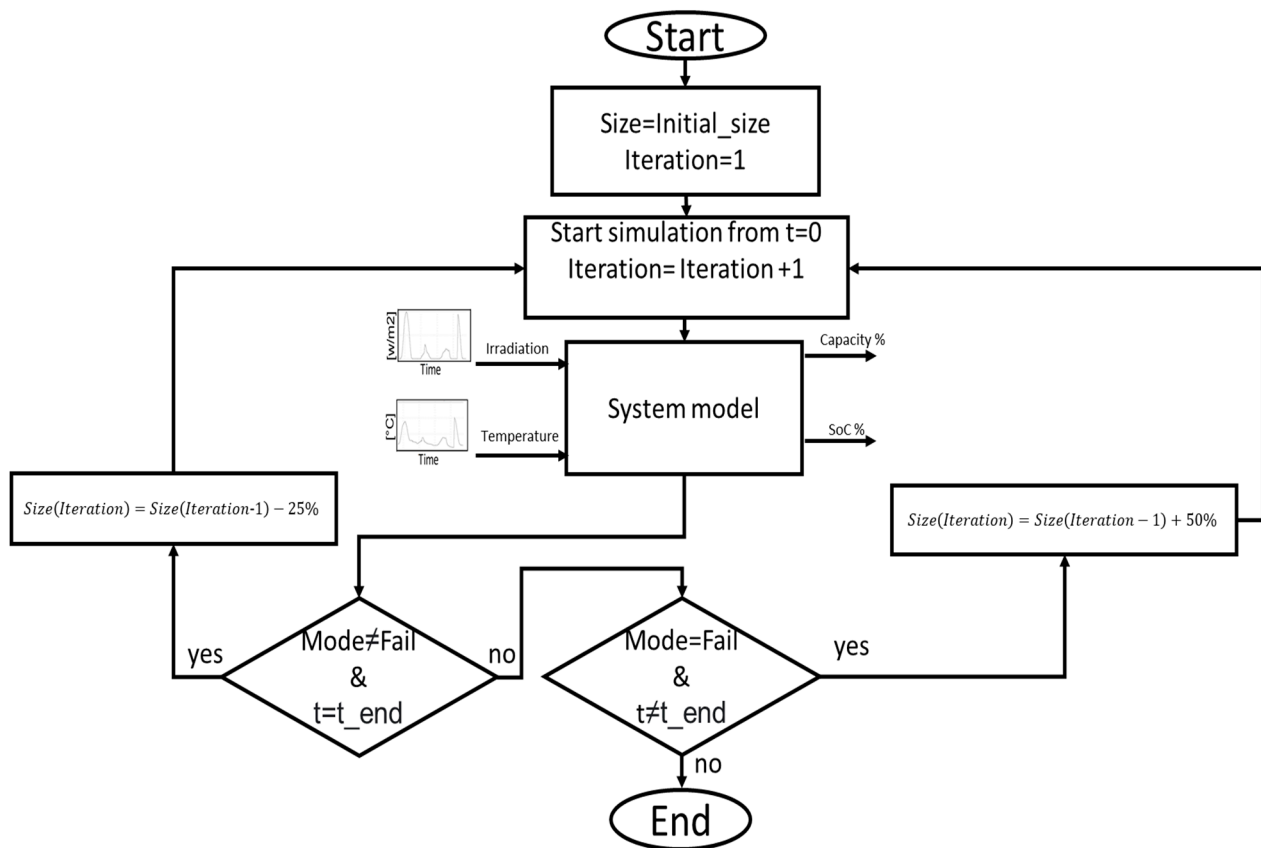 Start
Size=Initial_size
Iteration=1
Start simulation from t=0
Iteration= Iteration +1
[w/m2]
Time
Irradiation
Capacity %
System model
[°C]
Time
Temperature
SoC %
Size(Iteration) = Size(Iteration-1) − 25%
Size(Iteration) = Size(Iteration − 1) + 50%
yes
Mode≠Fail
&
t=t_end
no
Mode=Fail
&
t≠t_end
yes
no
End